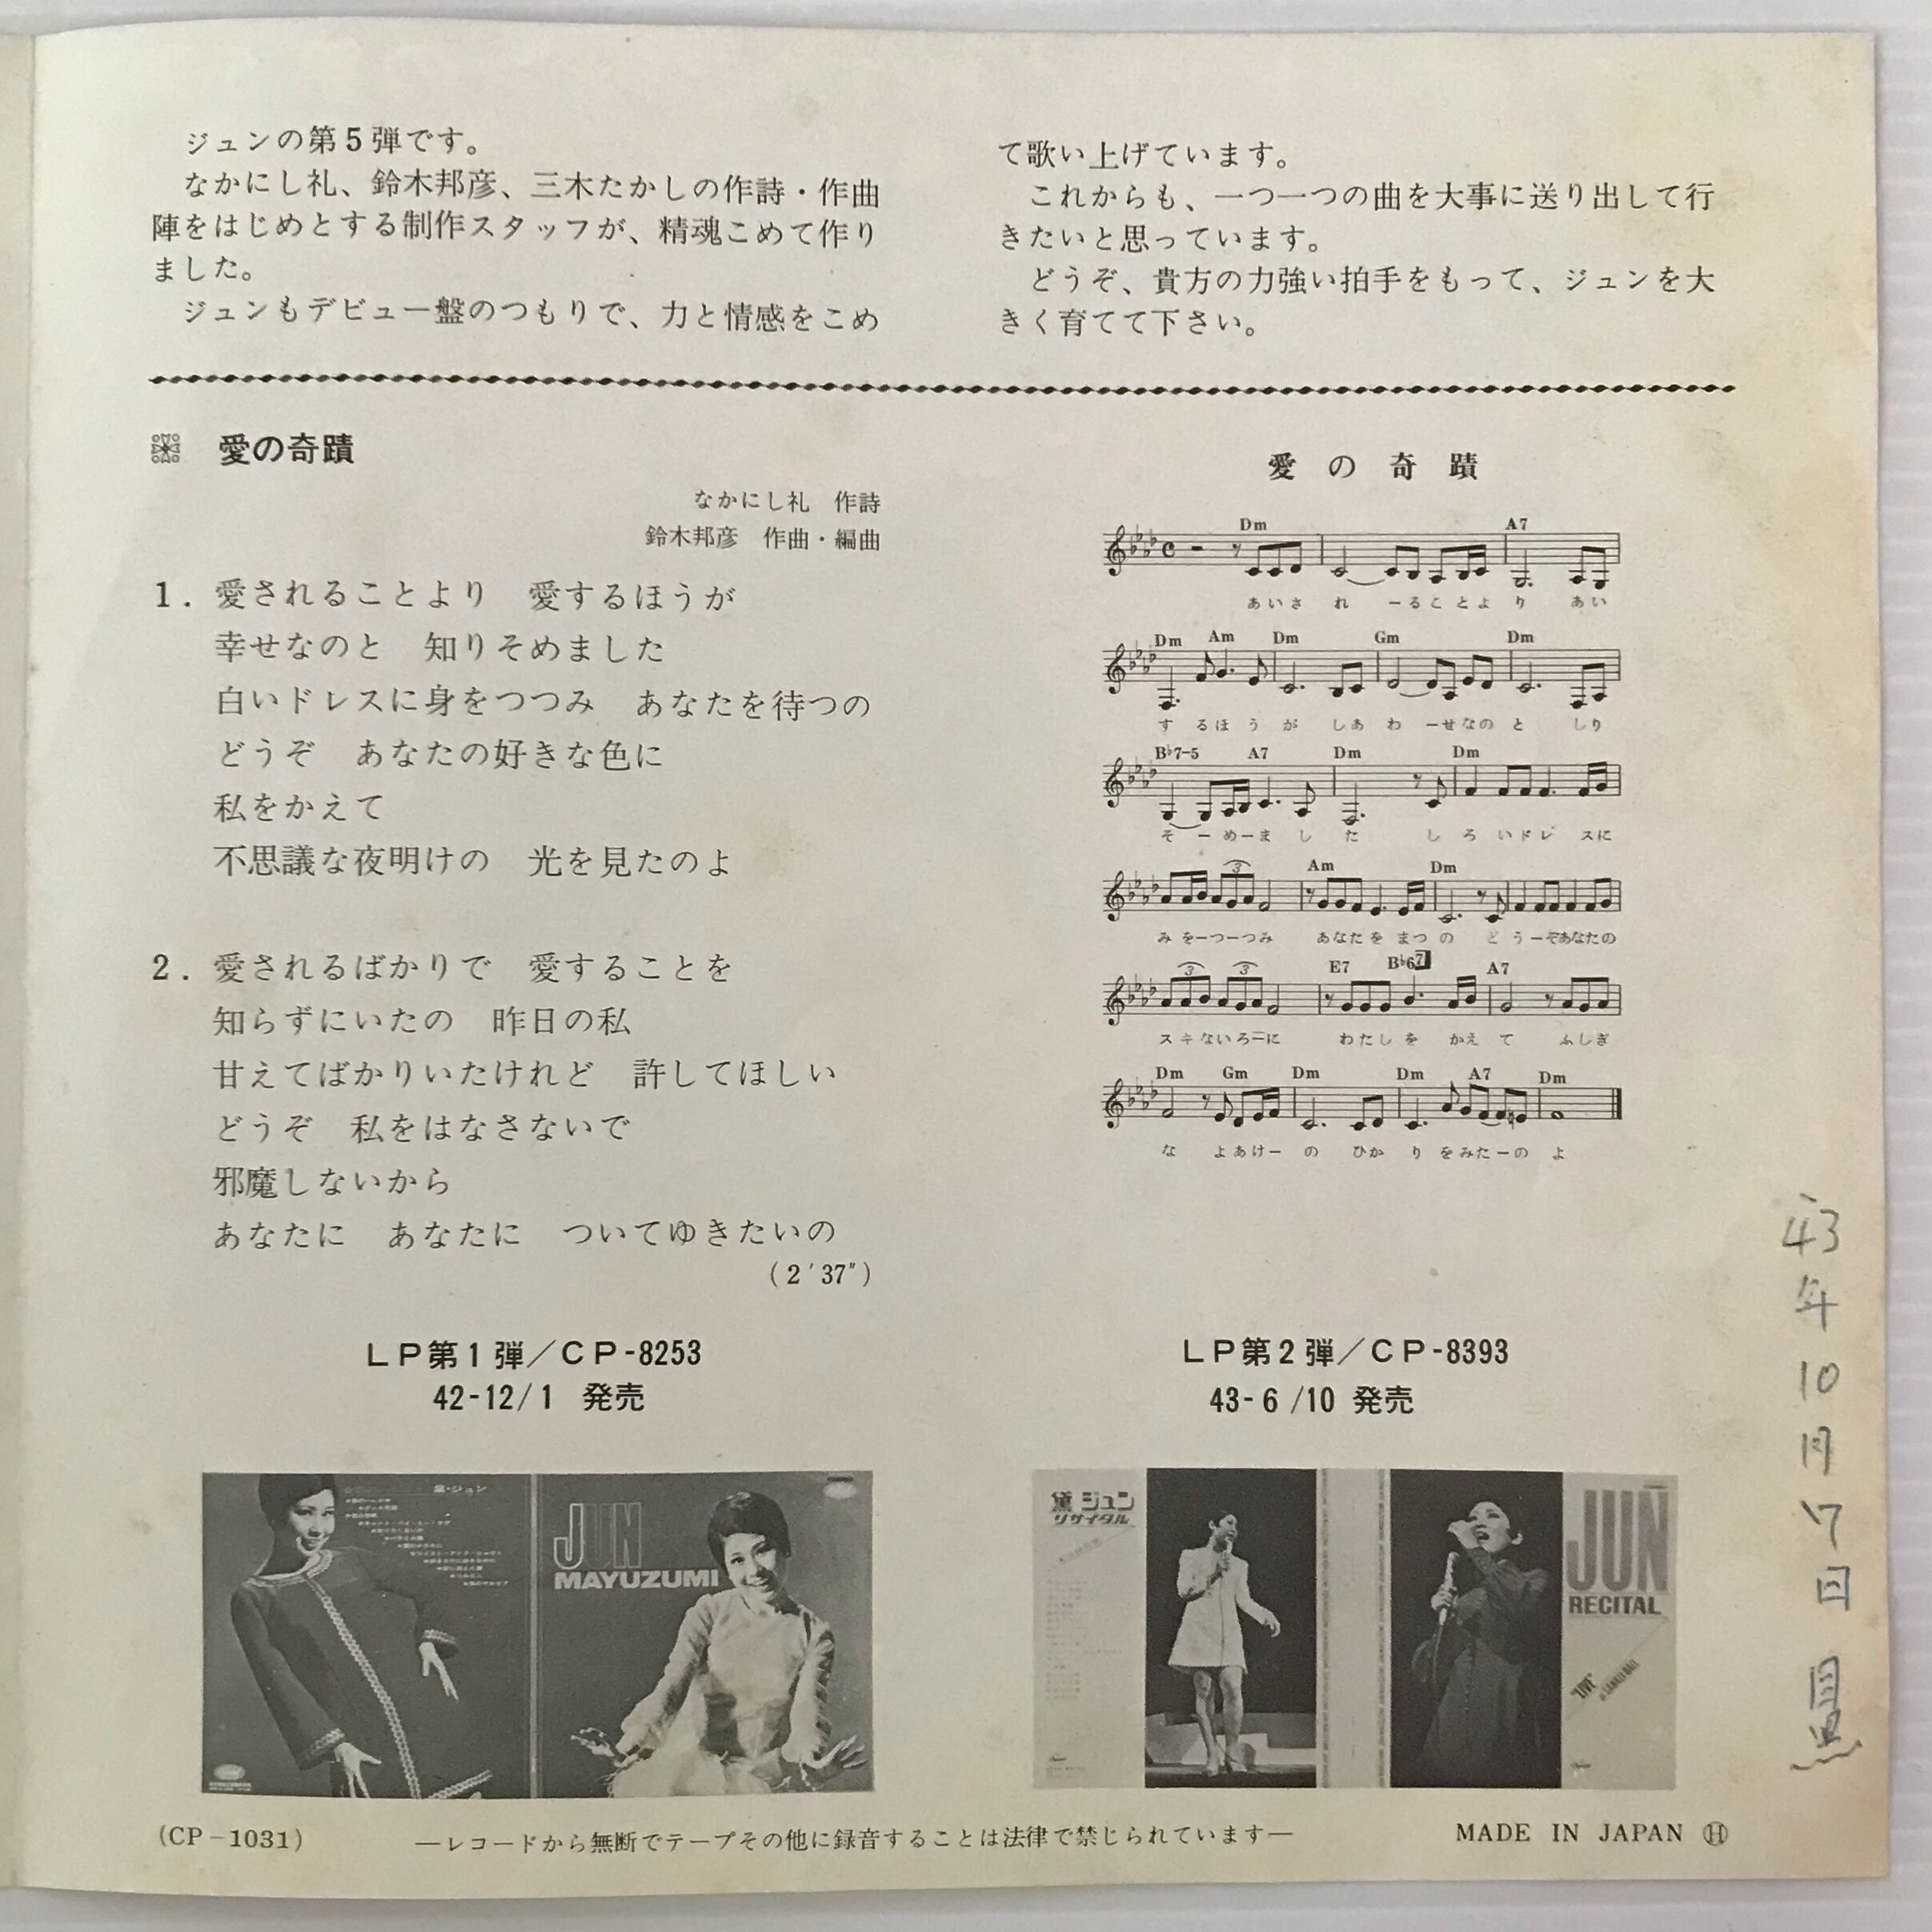 ジュンの第5弾です。
なかにし礼、鈴木邦彦、三木たかしの作詩・作曲
陣をはじめとする制作スタッフが、精魂こめて作り
ました。
ジュンもデビュー盤のつもりで、力と情感をこめ
て歌い上げています。
これからも、一つ一つの曲を大事に送り出して行
きたいと思っています。
どうぞ、貴方の力強い拍手をもって、ジュンを大
きく育てて下さい。
愛の奇蹟
なかにし礼 作詩
鈴木邦彦 作曲・編曲
1. 愛されることより 愛するほうが
幸せなのと 知りそめました
白いドレスに身をつつみ あなたを待つの
どうぞ あなたの好きな色に
私をかえて
不思議な夜明けの 光を見たのよ
2. 愛されるばかりで 愛することを
知らずにいたの 昨日の私
甘えてばかりいたけれど 許してほしい
どうぞ 私をはなさないで
邪魔しないから
あなたに あなたに ついてゆきたいの
(2′37″)
愛の奇蹟
Dm A7
あいさ れ ーるこ とよ り あい
Dm Am Dm Gm Dm
す るほ う が しあ わ ーせなの と しり
B♭7-5 A7 Dm Dm
そ ー めーま し た し ろ いドレ スに
3 Am Dm
み をーつーつみ あなたを まつ の ど うーぞあなたの
3 3 E7 B♭67 A7
スキないろーに わたし を かえ て ふしぎ
Dm Gm Dm Dm A7 Dm
な よあけー の ひか り をみたーの よ
LP第1弾/CP-8253
42-12/1 発売
LP第2弾/CP-8393
43-6/10 発売
黛・ジュン
JUN
MAYUZUMI
黛ジュン
リサイタル
JUN
RECITAL
"LIVE"
43年10月17日
(CP-1031)
—レコードから無断でテープその他に録音することは法律で禁じられています—
MADE IN JAPAN Ⓗ